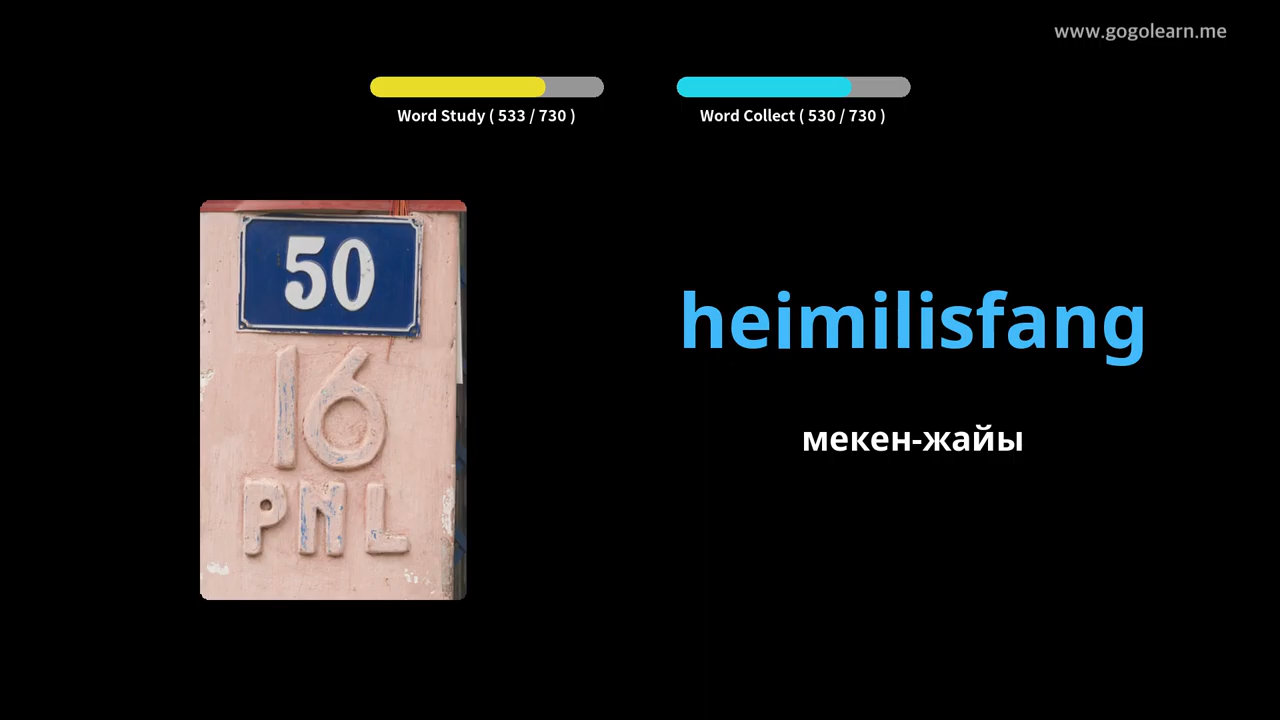 www.gogolearn.me
Word Study ( 533 / 730 )
Word Collect ( 530 / 730 )
50
16
PNL
heimilisfang
мекен-жайы